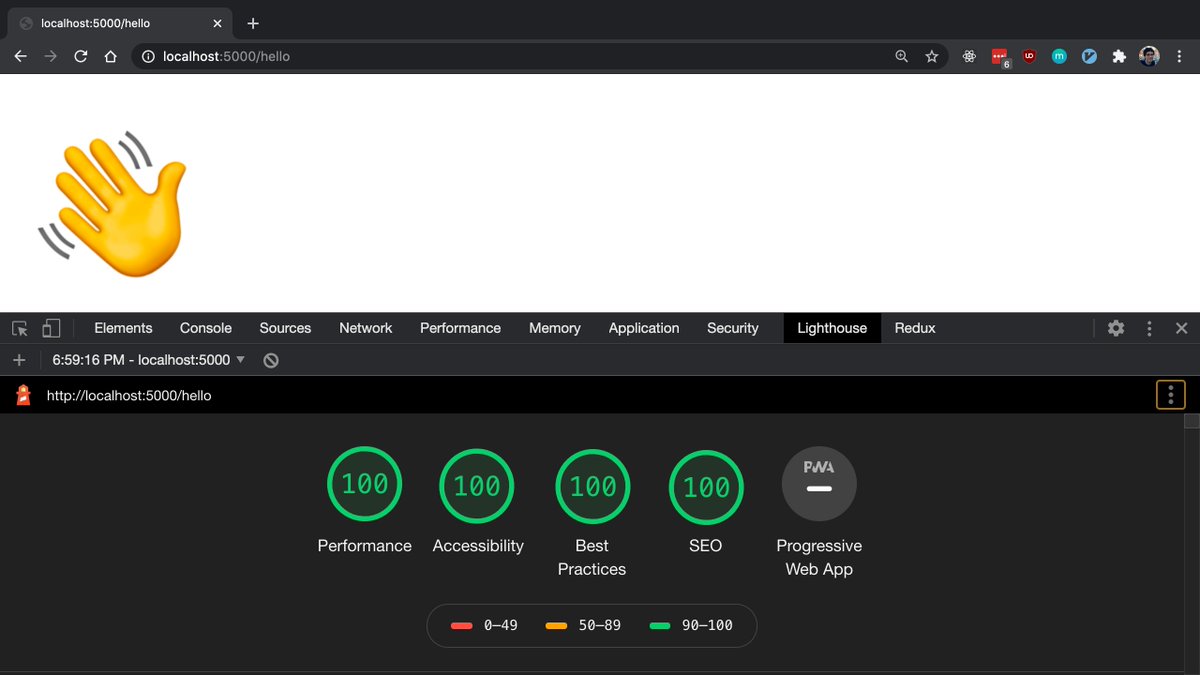 localhost:5000/hello
localhost:5000/hello
6
UD
m
Elements Console Sources Network Performance Memory Application Security Lighthouse Redux
6:59:16 PM - localhost:5000
http://localhost:5000/hello
100 100 100 100 PWA
Performance Accessibility Best Practices SEO Progressive Web App
0–49 50–89 90–100